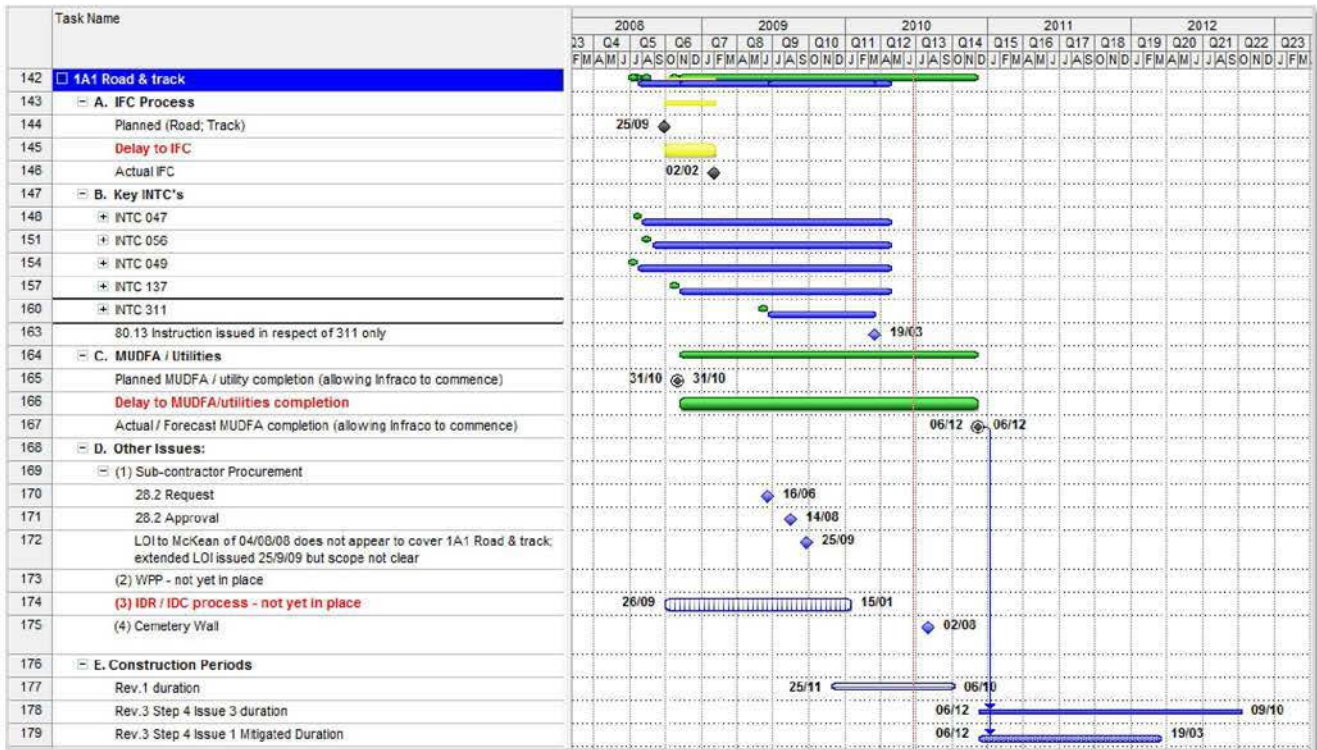 Task Name
2008 2009 2010 2011 2012
Q3 Q4 Q5 Q6 Q7 Q8 Q9 Q10 Q11 Q12 Q13 Q14 Q15 Q16 Q17 Q18 Q19 Q20 Q21 Q22 Q23
F M A M J J A S O N D J F M A M J J A S O N D J F M A M J J A S O N D J F M A M J J A S O N D J F M A M J J A S O N D J F M
142 1A1 Road & track
143 A. IFC Process
144 Planned (Road; Track) 25/09
145 Delay to IFC
146 Actual IFC 02/02
147 B. Key INTC's
148 INTC 047
151 INTC 056
154 INTC 049
157 INTC 137
160 INTC 311
163 80.13 Instruction issued in respect of 311 only 19/03
164 C. MUDFA / Utilities
165 Planned MUDFA / utility completion (allowing Infraco to commence) 31/10 31/10
166 Delay to MUDFA/utilities completion
167 Actual / Forecast MUDFA completion (allowing Infraco to commence) 06/12 06/12
168 D. Other Issues:
169 (1) Sub-contractor Procurement
170 28.2 Request 16/06
171 28.2 Approval 14/08
172 LOI to McKean of 04/08/08 does not appear to cover 1A1 Road & track; 25/09
extended LOI issued 25/9/09 but scope not clear
173 (2) WPP - not yet in place
174 (3) IDR / IDC process - not yet in place 26/09 15/01
175 (4) Cemetery Wall 02/08
176 E. Construction Periods
177 Rev.1 duration 25/11 06/10
178 Rev.3 Step 4 Issue 3 duration 06/12 09/10
179 Rev.3 Step 4 Issue 1 Mitigated Duration 06/12 19/03